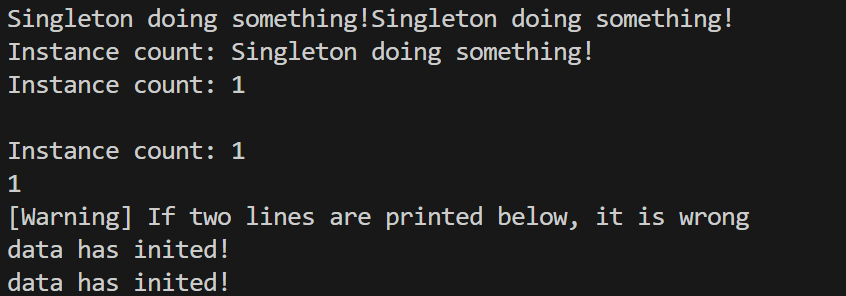 Singleton doing something!Singleton doing something!
Instance count: Singleton doing something!
Instance count: 1
Instance count: 1
1
[Warning] If two lines are printed below, it is wrong
data has inited!
data has inited!